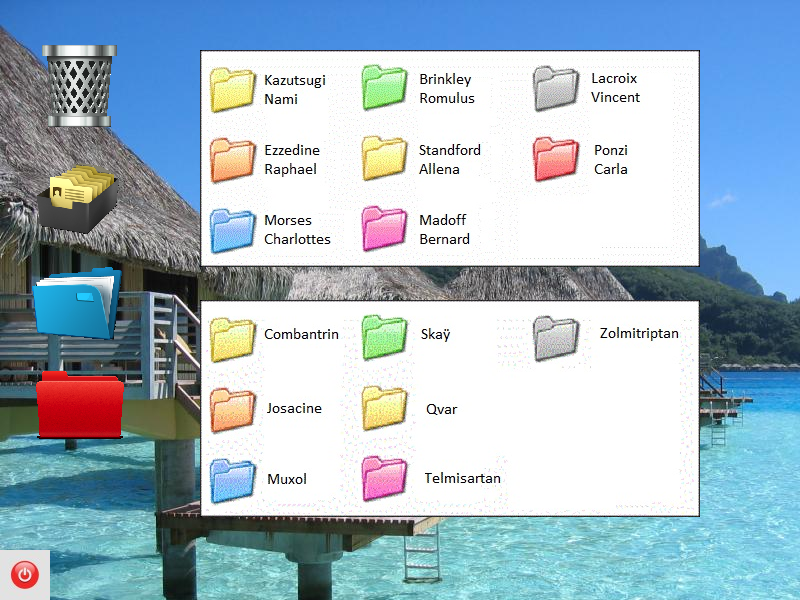 Kazutsugi
Nami
Brinkley
Romulus
Lacroix
Vincent
Ezzedine
Raphael
Standford
Allena
Ponzi
Carla
Morses
Charlottes
Madoff
Bernard
Combantrin
Skaÿ
Zolmitriptan
Josacine
Qvar
Muxol
Telmisartan